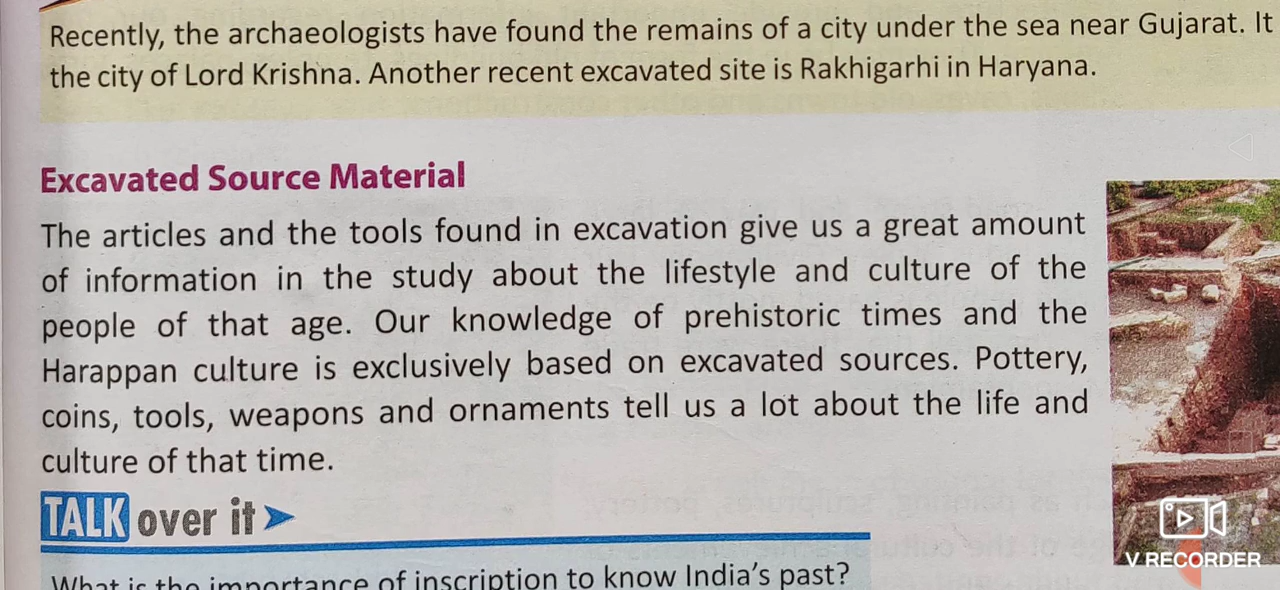 Recently, the archaeologists have found the remains of a city under the sea near Gujarat. It
the city of Lord Krishna. Another recent excavated site is Rakhigarhi in Haryana.
Excavated Source Material
The articles and the tools found in excavation give us a great amount
of information in the study about the lifestyle and culture of the
people of that age. Our knowledge of prehistoric times and the
Harappan culture is exclusively based on excavated sources. Pottery,
coins, tools, weapons and ornaments tell us a lot about the life and
culture of that time.
TALK over it
What is the importance of inscription to know India's past?
V RECORDER